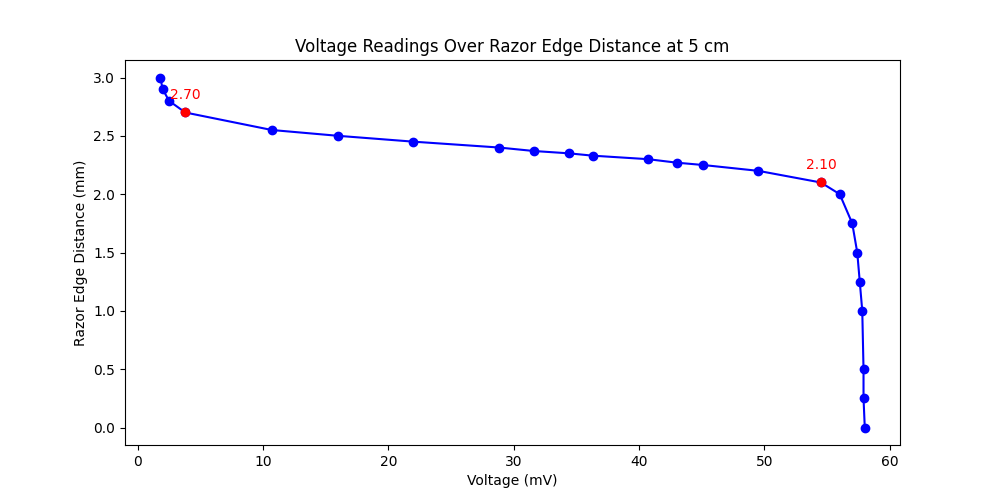 Voltage Readings Over Razor Edge Distance at 5 cm
3.0
2.5
2.0
1.5
1.0
0.5
0.0
Razor Edge Distance (mm)
2.70
2.10
0 10 20 30 40 50 60
Voltage (mV)